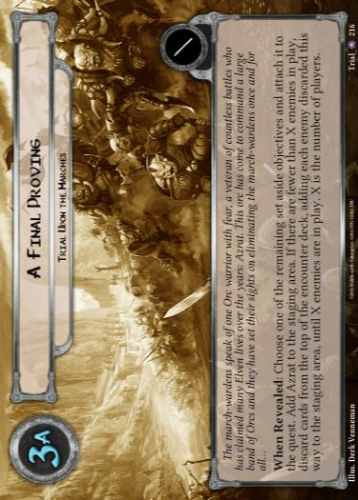 3A
A Final Proving
Trial Upon the Marches
The march-wardens speak of one Orc warrior with fear, a veteran of countless battles who
has claimed many Elven lives over the years: Azrat. This orc has come to command a large
band of Orcs and they have set their sights on eliminating the march-wardens once and for
all...
When Revealed: Choose one of the remaining set aside objectives and attach it to
the quest. Add Azrat to the staging area. If there are fewer than X enemies in play,
discard cards from the top of the encounter deck, adding each enemy discarded this
way to the staging area, until X enemies are in play. X is the number of players.
Illus. Derk Venneman
Trial 216